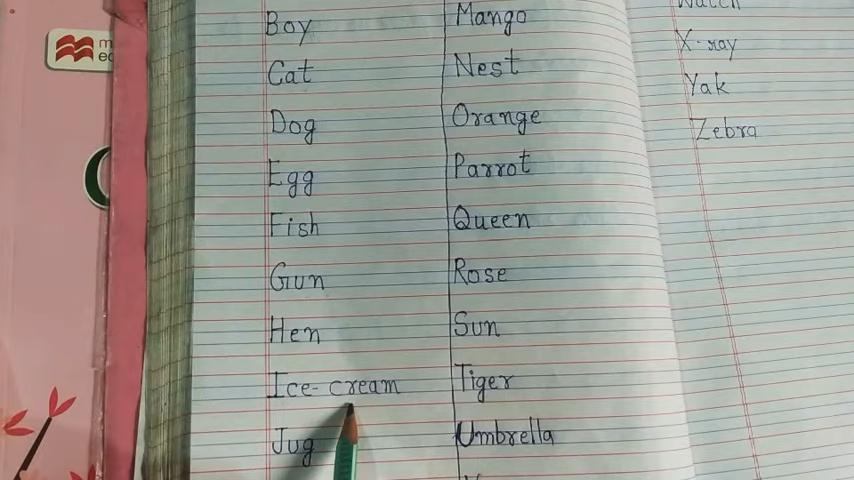 Boy
Cat
Dog
Egg
Fish
Gun
Hen
Ice-cream
Jug
Mango
Nest
Orange
Parrot
Queen
Rose
Sun
Tiger
Umbrella
Watch
X-ray
Yak
Zebra